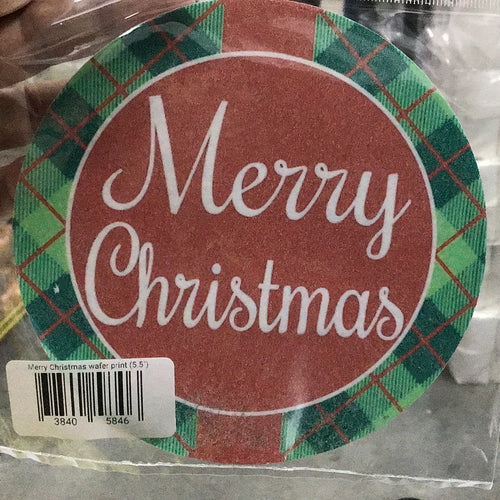 Merry
Christmas
Merry Christmas wafer print (5.5")
3840 5846